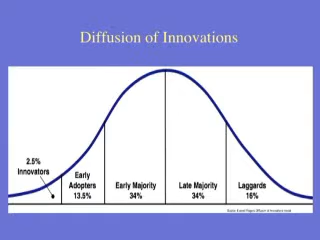 Diffusion of Innovations
2.5%
Innovators
Early
Adopters
13.5%
Early Majority
34%
Late Majority
34%
Laggards
16%